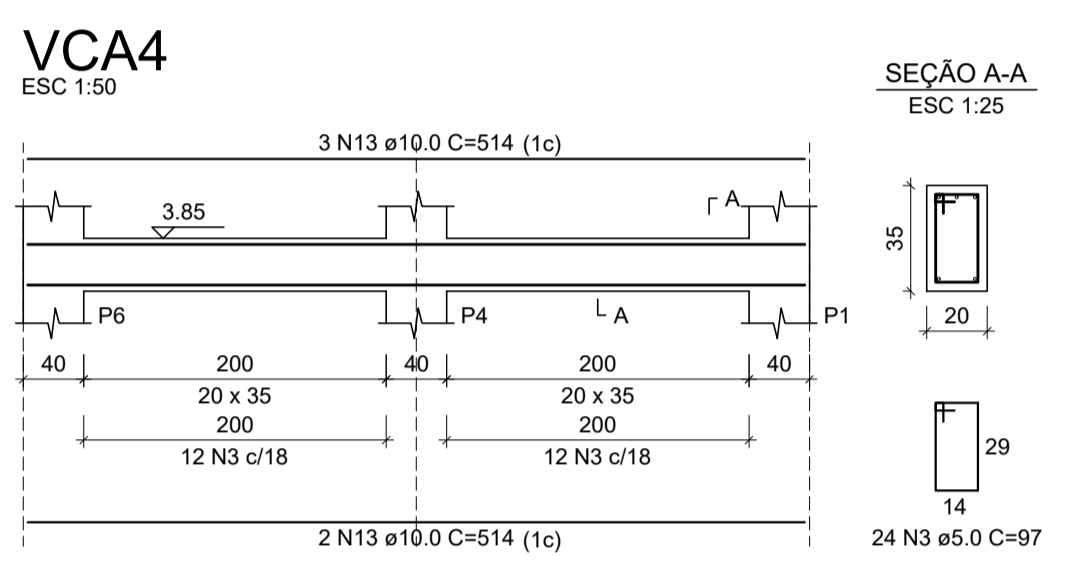 VCA4
ESC 1:50
SEÇÃO A-A
ESC 1:25
3 N13 ø10.0 C=514 (1c)
A
3.85
35
P6
P4
A
P1
20
40 200 40 200 40
20 x 35 20 x 35
200 200
12 N3 c/18 12 N3 c/18
29
14
2 N13 ø10.0 C=514 (1c)
24 N3 ø5.0 C=97